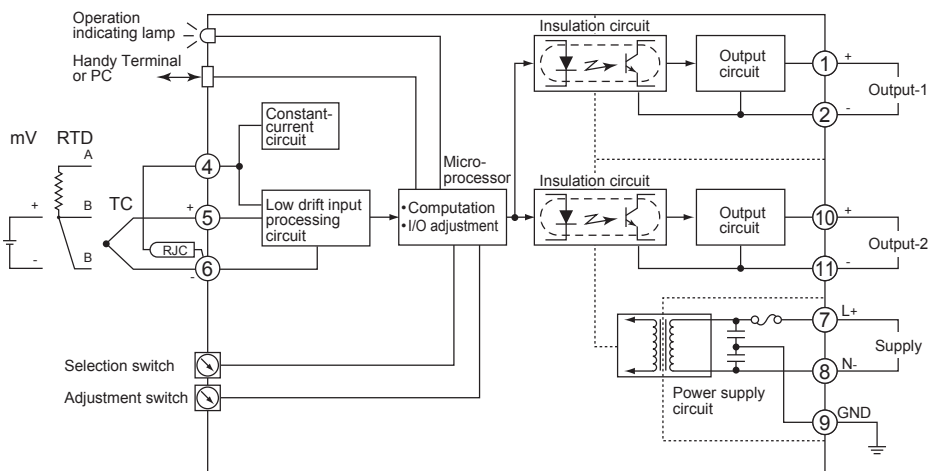 Operation
indicating lamp
Handy Terminal
or PC
mV
RTD
A
B
B
TC
+
-
+
-
RJC
4
5
6
Constant-
current
circuit
Low drift input
processing
circuit
Micro-
processor
• Computation
• I/O adjustment
Selection switch
Adjustment switch
Insulation circuit
Output
circuit
1
+
Output-1
2
-
Insulation circuit
Output
circuit
10
+
Output-2
11
-
7
L+
Supply
8
N-
Power supply
circuit
9
GND